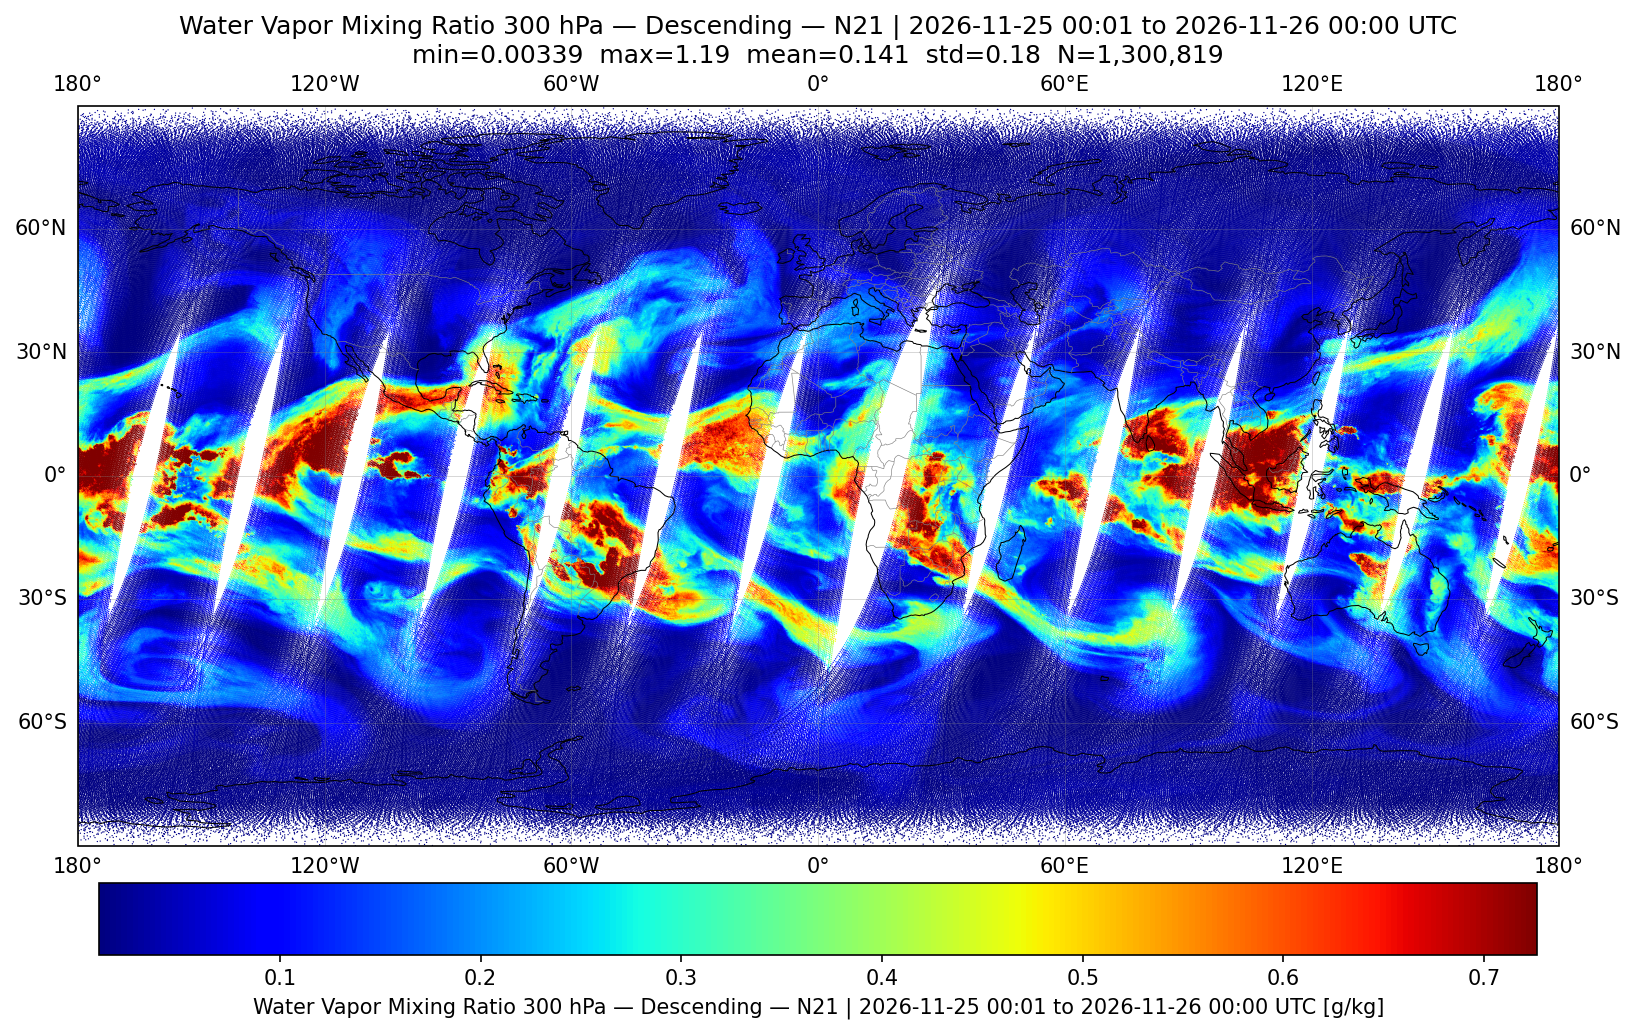 Water Vapor Mixing Ratio 300 hPa — Descending — N21 | 2026-11-25 00:01 to 2026-11-26 00:00 UTC
min=0.00339  max=1.19  mean=0.141  std=0.18  N=1,300,819
180° 120°W 60°W 0° 60°E 120°E 180°
60°N 60°N
30°N 30°N
0° 0°
30°S 30°S
60°S 60°S
180° 120°W 60°W 0° 60°E 120°E 180°
0.1 0.2 0.3 0.4 0.5 0.6 0.7
Water Vapor Mixing Ratio 300 hPa — Descending — N21 | 2026-11-25 00:01 to 2026-11-26 00:00 UTC [g/kg]